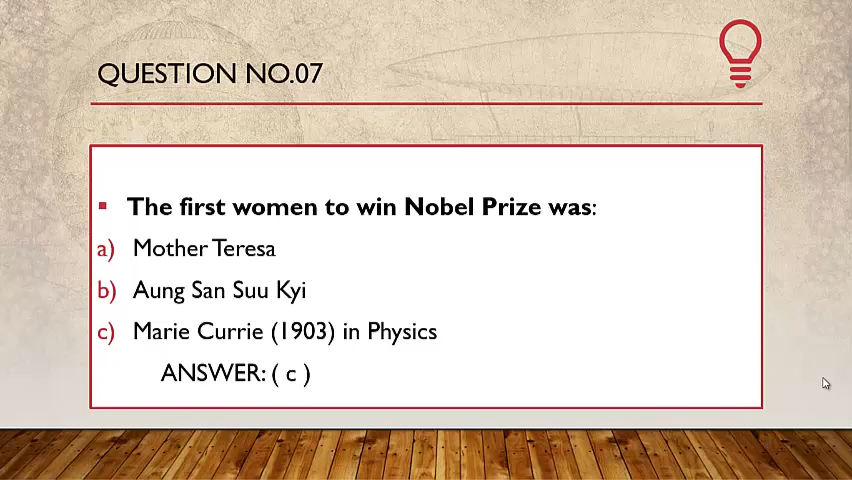 QUESTION NO.07
▪ The first women to win Nobel Prize was:
a) Mother Teresa
b) Aung San Suu Kyi
c) Marie Currie (1903) in Physics
ANSWER: ( c )